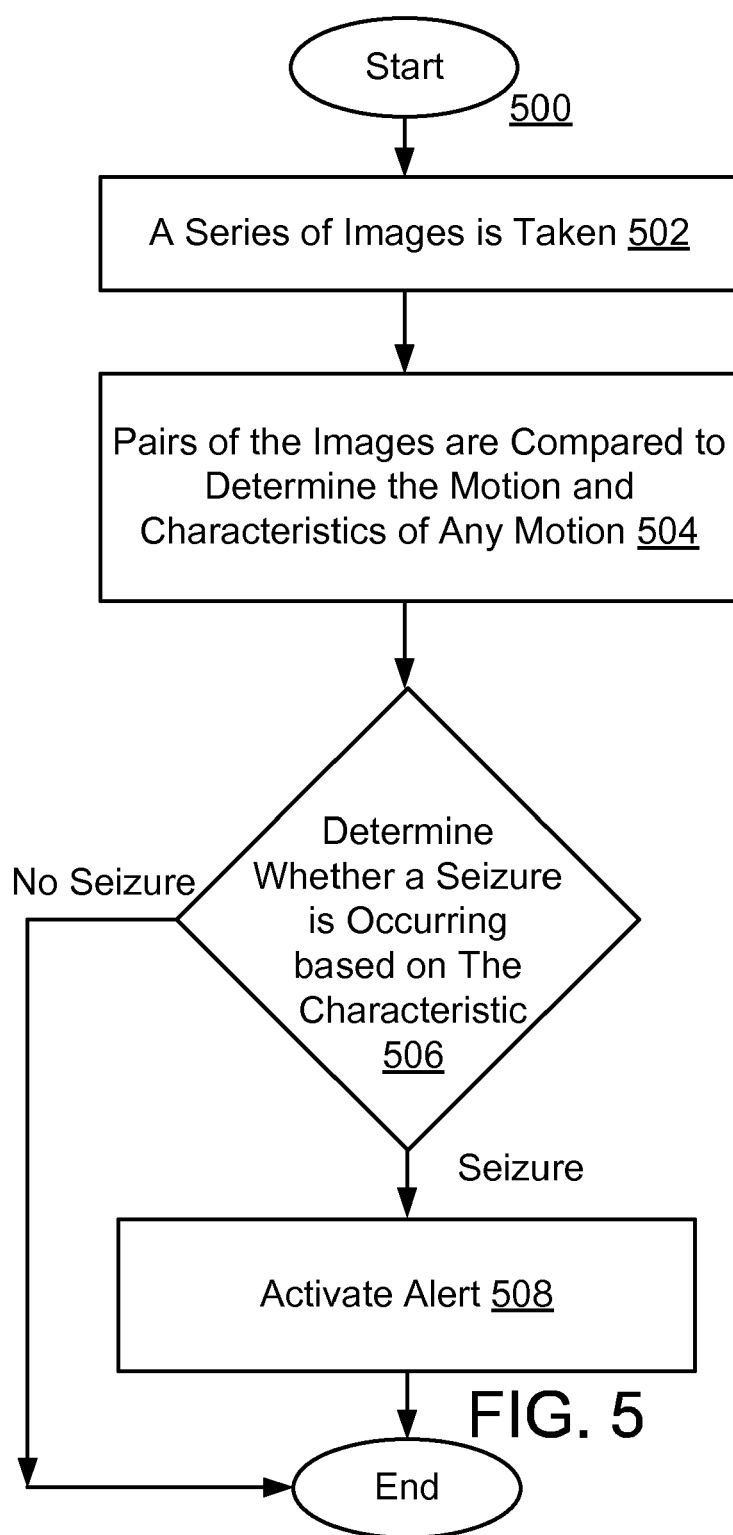 Start
500
A Series of Images is Taken 502
Pairs of the Images are Compared to
Determine the Motion and
Characteristics of Any Motion 504
No Seizure
Determine
Whether a Seizure
is Occurring
based on The
Characteristic
506
Seizure
Activate Alert 508
FIG. 5
End